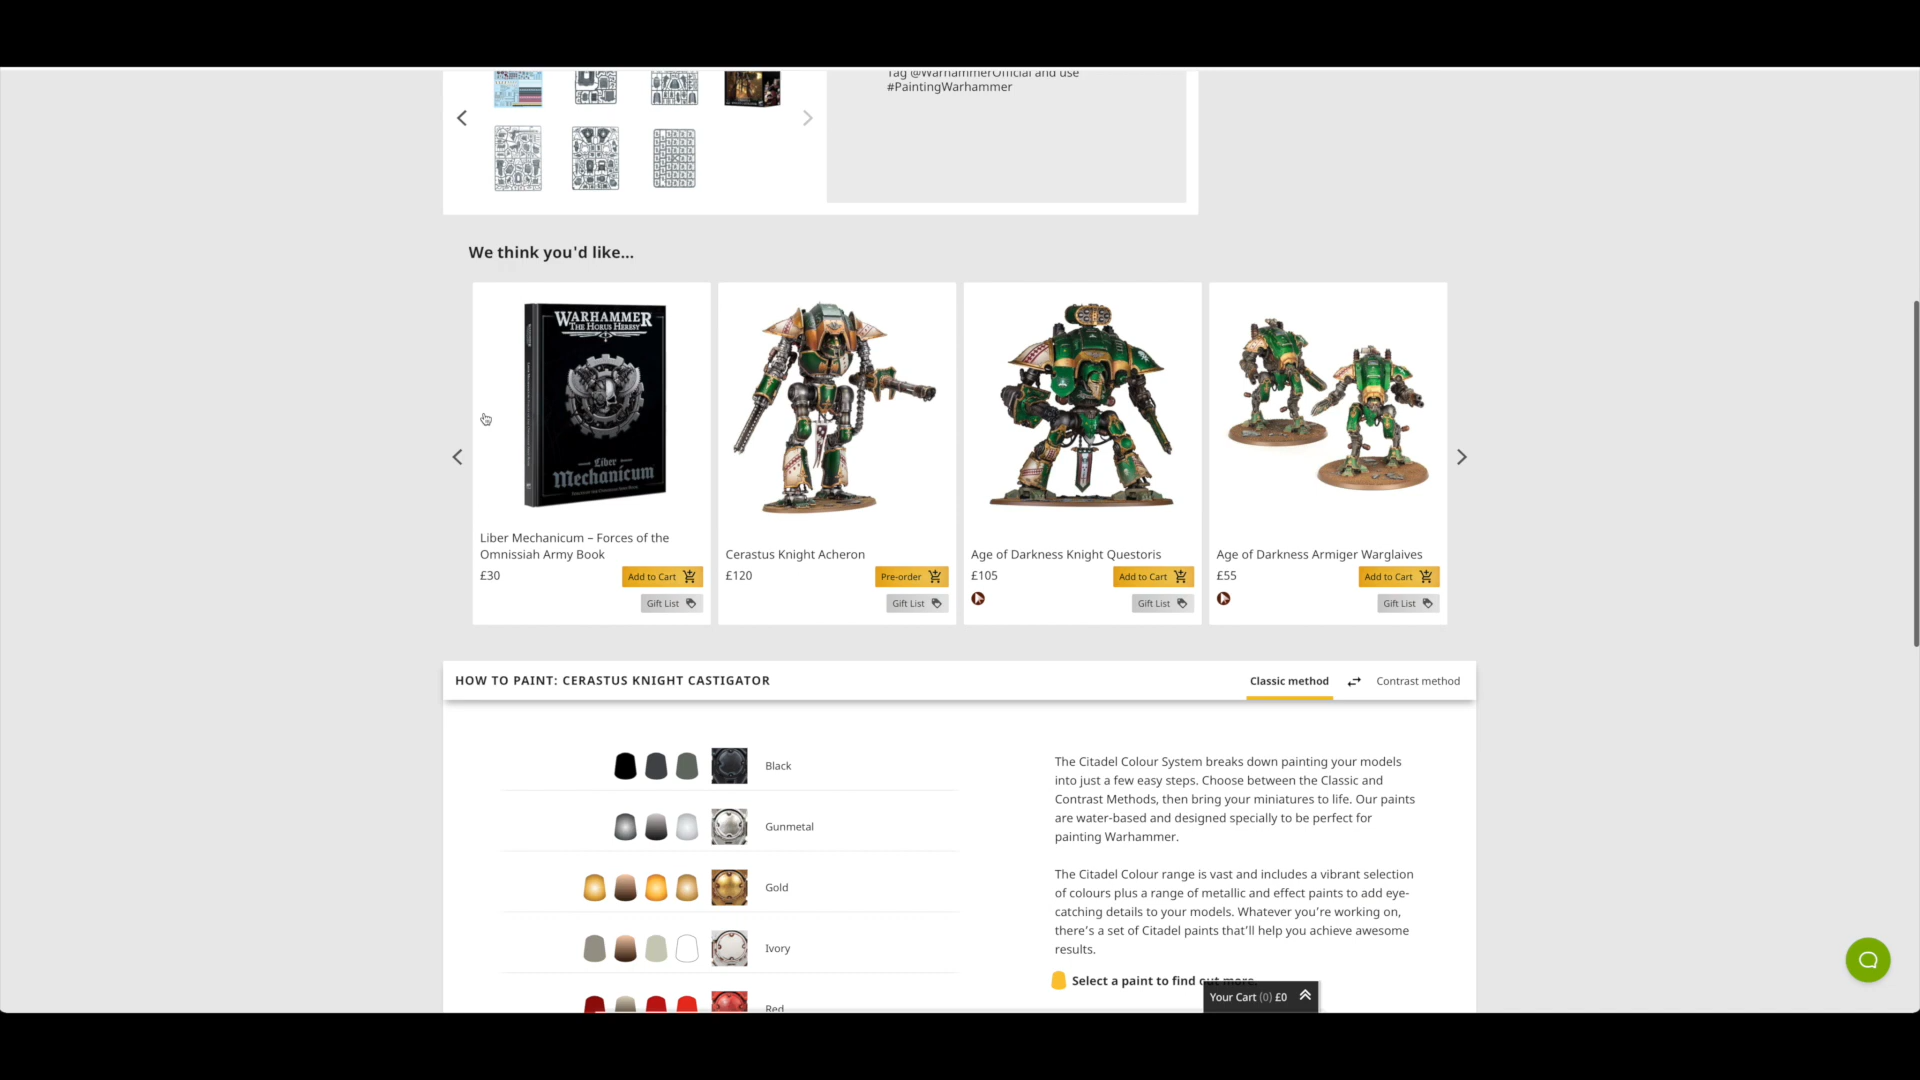 Tag @WarhammerOfficial and use
#PaintingWarhammer
We think you'd like...
WARHAMMER
THE HORUS HERESY
Liber
Mechanicum
Liber Mechanicum – Forces of the
Omnissiah Army Book
£30
Add to Cart
Gift List
Cerastus Knight Acheron
£120
Pre-order
Gift List
Age of Darkness Knight Questoris
£105
Add to Cart
Gift List
Age of Darkness Armiger Warglaives
£55
Add to Cart
Gift List
HOW TO PAINT: CERASTUS KNIGHT CASTIGATOR
Classic method
Contrast method
Black
Gunmetal
Gold
Ivory
Red
The Citadel Colour System breaks down painting your models
into just a few easy steps. Choose between the Classic and
Contrast Methods, then bring your miniatures to life. Our paints
are water-based and designed specially to be perfect for
painting Warhammer.
The Citadel Colour range is vast and includes a vibrant selection
of colours plus a range of metallic and effect paints to add eye-
catching details to your models. Whatever you're working on,
there's a set of Citadel paints that'll help you achieve awesome
results.
Select a paint to find out more.
Your Cart (0) £0